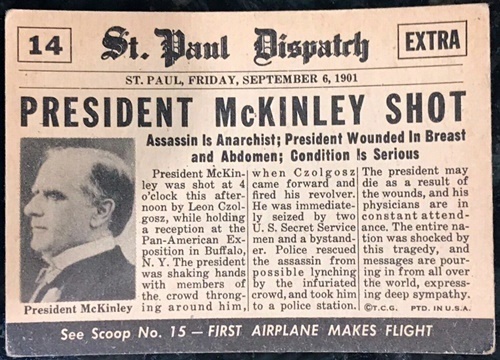 14 St. Paul Dispatch EXTRA
ST. PAUL, FRIDAY, SEPTEMBER 6, 1901
PRESIDENT McKINLEY SHOT
Assassin Is Anarchist; President Wounded In Breast
and Abdomen; Condition Is Serious
President McKin-
ley was shot at 4
o'clock this after-
noon by Leon Czol-
gosz, while holding
a reception at the
Pan-American Ex-
position in Buffalo,
N. Y. The president
was shaking hands
with members of
the crowd throng-
ing around him,
President McKinley
when Czolgosz
came forward and
fired his revolver.
He was immediate-
ly seized by two
U. S. Secret Service
men and a bystand-
er. Police rescued
the assassin from
possible lynching
by the infuriated
crowd, and took him
to a police station.
The president may
die as a result of
the wounds, and his
physicians are in
constant attend-
ance. The entire na-
tion was shocked by
this tragedy, and
messages are pour-
ing in from all over
the world, express-
ing deep sympathy.
©T.C.G. PTD. IN U.S.A.
See Scoop No. 15 — FIRST AIRPLANE MAKES FLIGHT